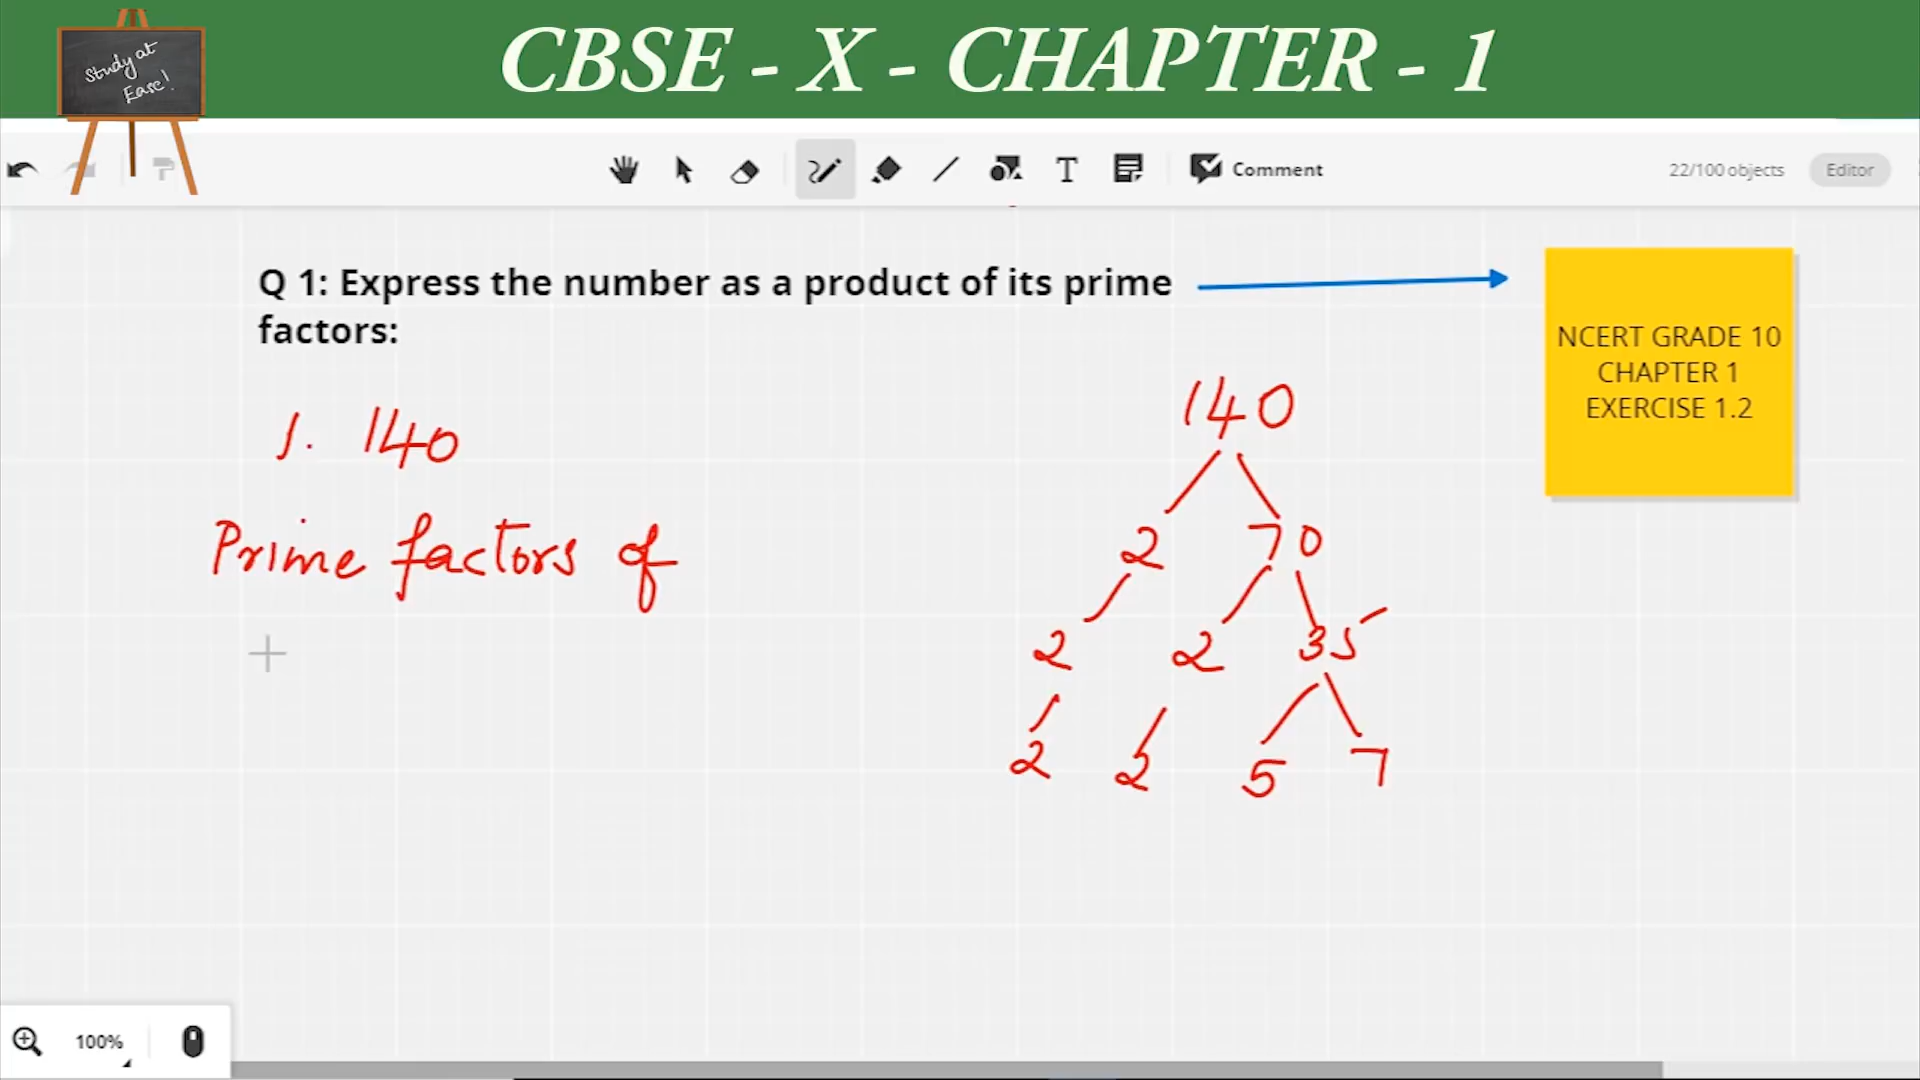 CBSE - X - CHAPTER - 1
Study at
Ease!
T
Comment
22/100 objects
Editor
Q 1: Express the number as a product of its prime
factors:
NCERT GRADE 10
CHAPTER 1
EXERCISE 1.2
1. 140
Prime factors of
140
2 70
2 2 35
2 2 5 7
100%